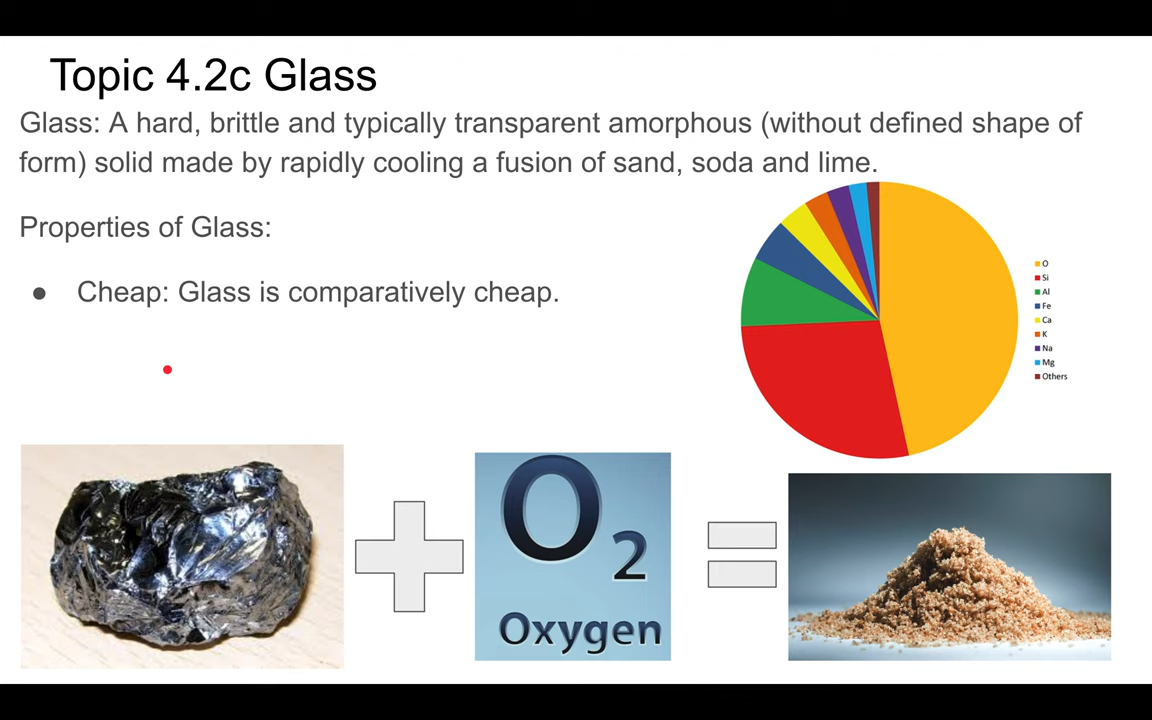 Topic 4.2c Glass
Glass: A hard, brittle and typically transparent amorphous (without defined shape of
form) solid made by rapidly cooling a fusion of sand, soda and lime.
Properties of Glass:
● Cheap: Glass is comparatively cheap.
O
Si
Al
Fe
Ca
K
Na
Mg
Others
O2
Oxygen